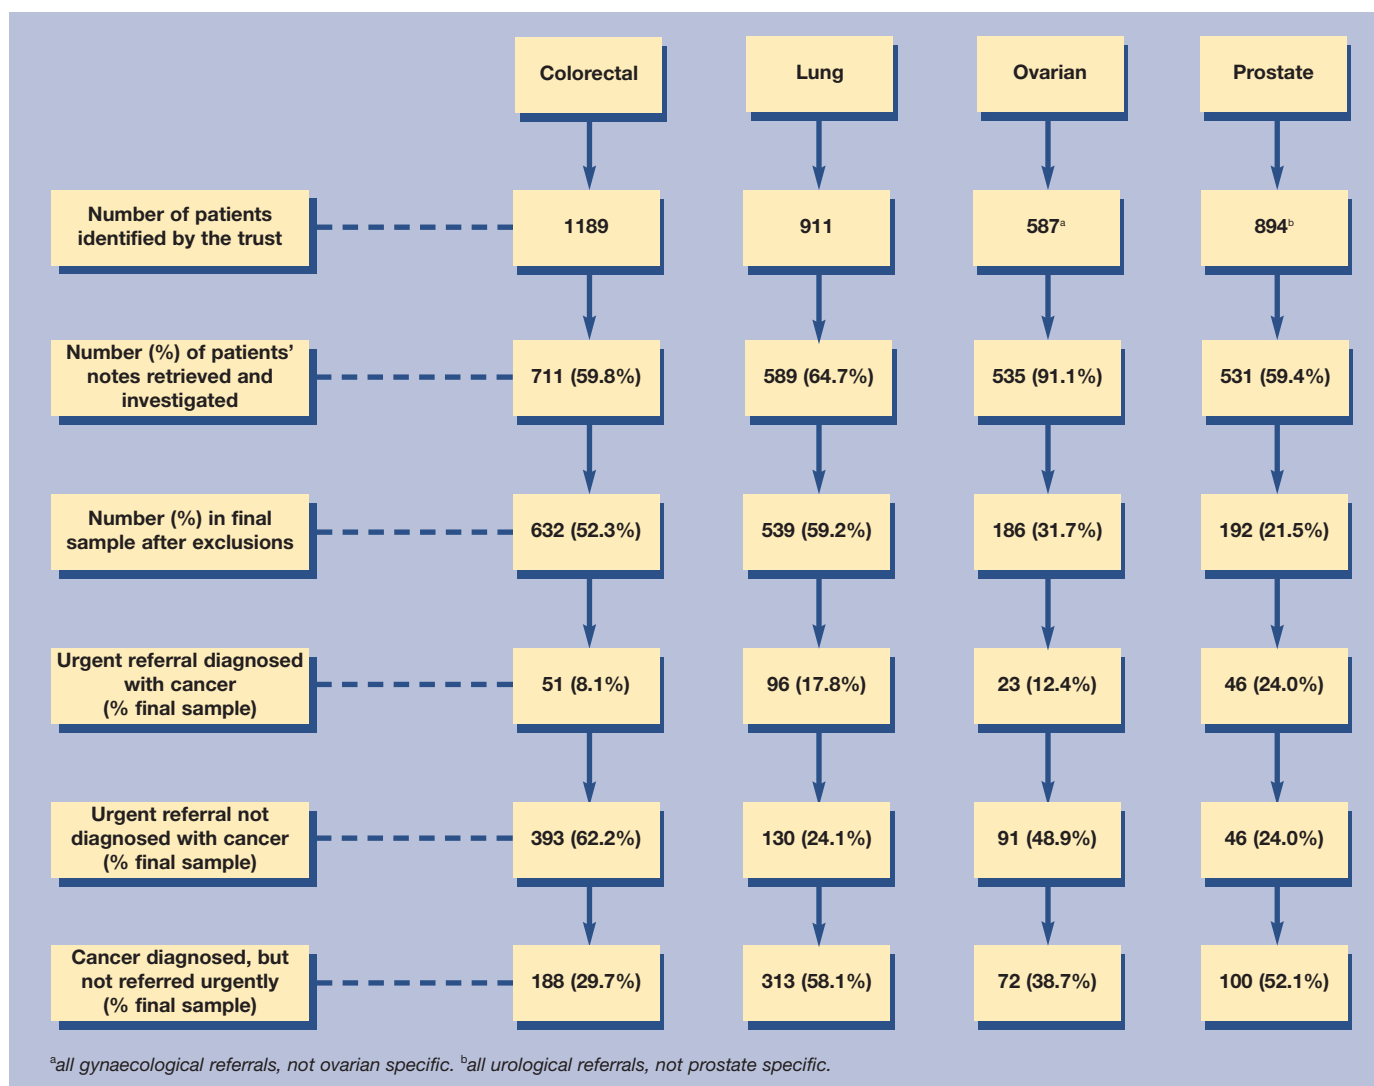 Colorectal
Lung
Ovarian
Prostate
Number of patients
identified by the trust
1189
911
587ᵃ
894ᵇ
Number (%) of patients’
notes retrieved and
investigated
711 (59.8%)
589 (64.7%)
535 (91.1%)
531 (59.4%)
Number (%) in final
sample after exclusions
632 (52.3%)
539 (59.2%)
186 (31.7%)
192 (21.5%)
Urgent referral diagnosed
with cancer
(% final sample)
51 (8.1%)
96 (17.8%)
23 (12.4%)
46 (24.0%)
Urgent referral not
diagnosed with cancer
(% final sample)
393 (62.2%)
130 (24.1%)
91 (48.9%)
46 (24.0%)
Cancer diagnosed, but
not referred urgently
(% final sample)
188 (29.7%)
313 (58.1%)
72 (38.7%)
100 (52.1%)
ᵃall gynaecological referrals, not ovarian specific. ᵇall urological referrals, not prostate specific.